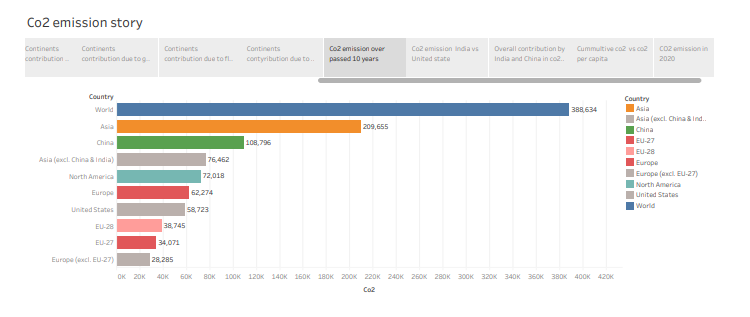 Co2 emission story
Continents
contribution ..
Continents
contribution due to g..
Continents
contribution due to fl..
Continents
contyribution due to ..
Co2 emission over
passed 10 years
CO2 emission India vs
United state
Overall contribution by
India and China in co2..
Cummultive co2 vs co2
per capita
CO2 emission in
2020
Country
World
388,634
Asia
209,655
China
108,796
Asia (excl. China & India)
76,462
North America
72,018
Europe
62,274
United States
58,723
EU-28
38,745
EU-27
34,071
Europe (excl. EU-27)
28,285
0K 20K 40K 60K 80K 100K 120K 140K 160K 180K 200K 220K 240K 260K 280K 300K 320K 340K 360K 380K 400K 420K
Co2
Country
Asia
Asia (excl. China & Ind..
China
EU-27
EU-28
Europe
Europe (excl. EU-27)
North America
United States
World